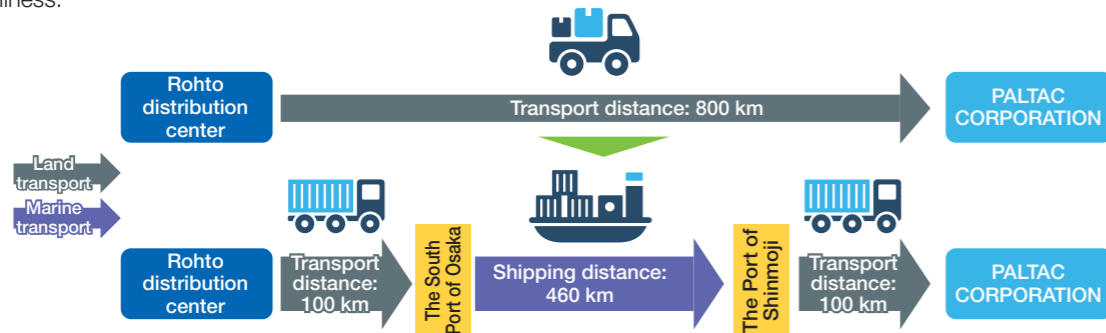 liness.
Rohto
distribution
center
Transport distance: 800 km
PALTAC
CORPORATION
Land
transport
Marine
transport
Rohto
distribution
center
Transport
distance:
100 km
The South
Port of Osaka
Shipping distance:
460 km
The Port of
Shinmoji
Transport
distance:
100 km
PALTAC
CORPORATION